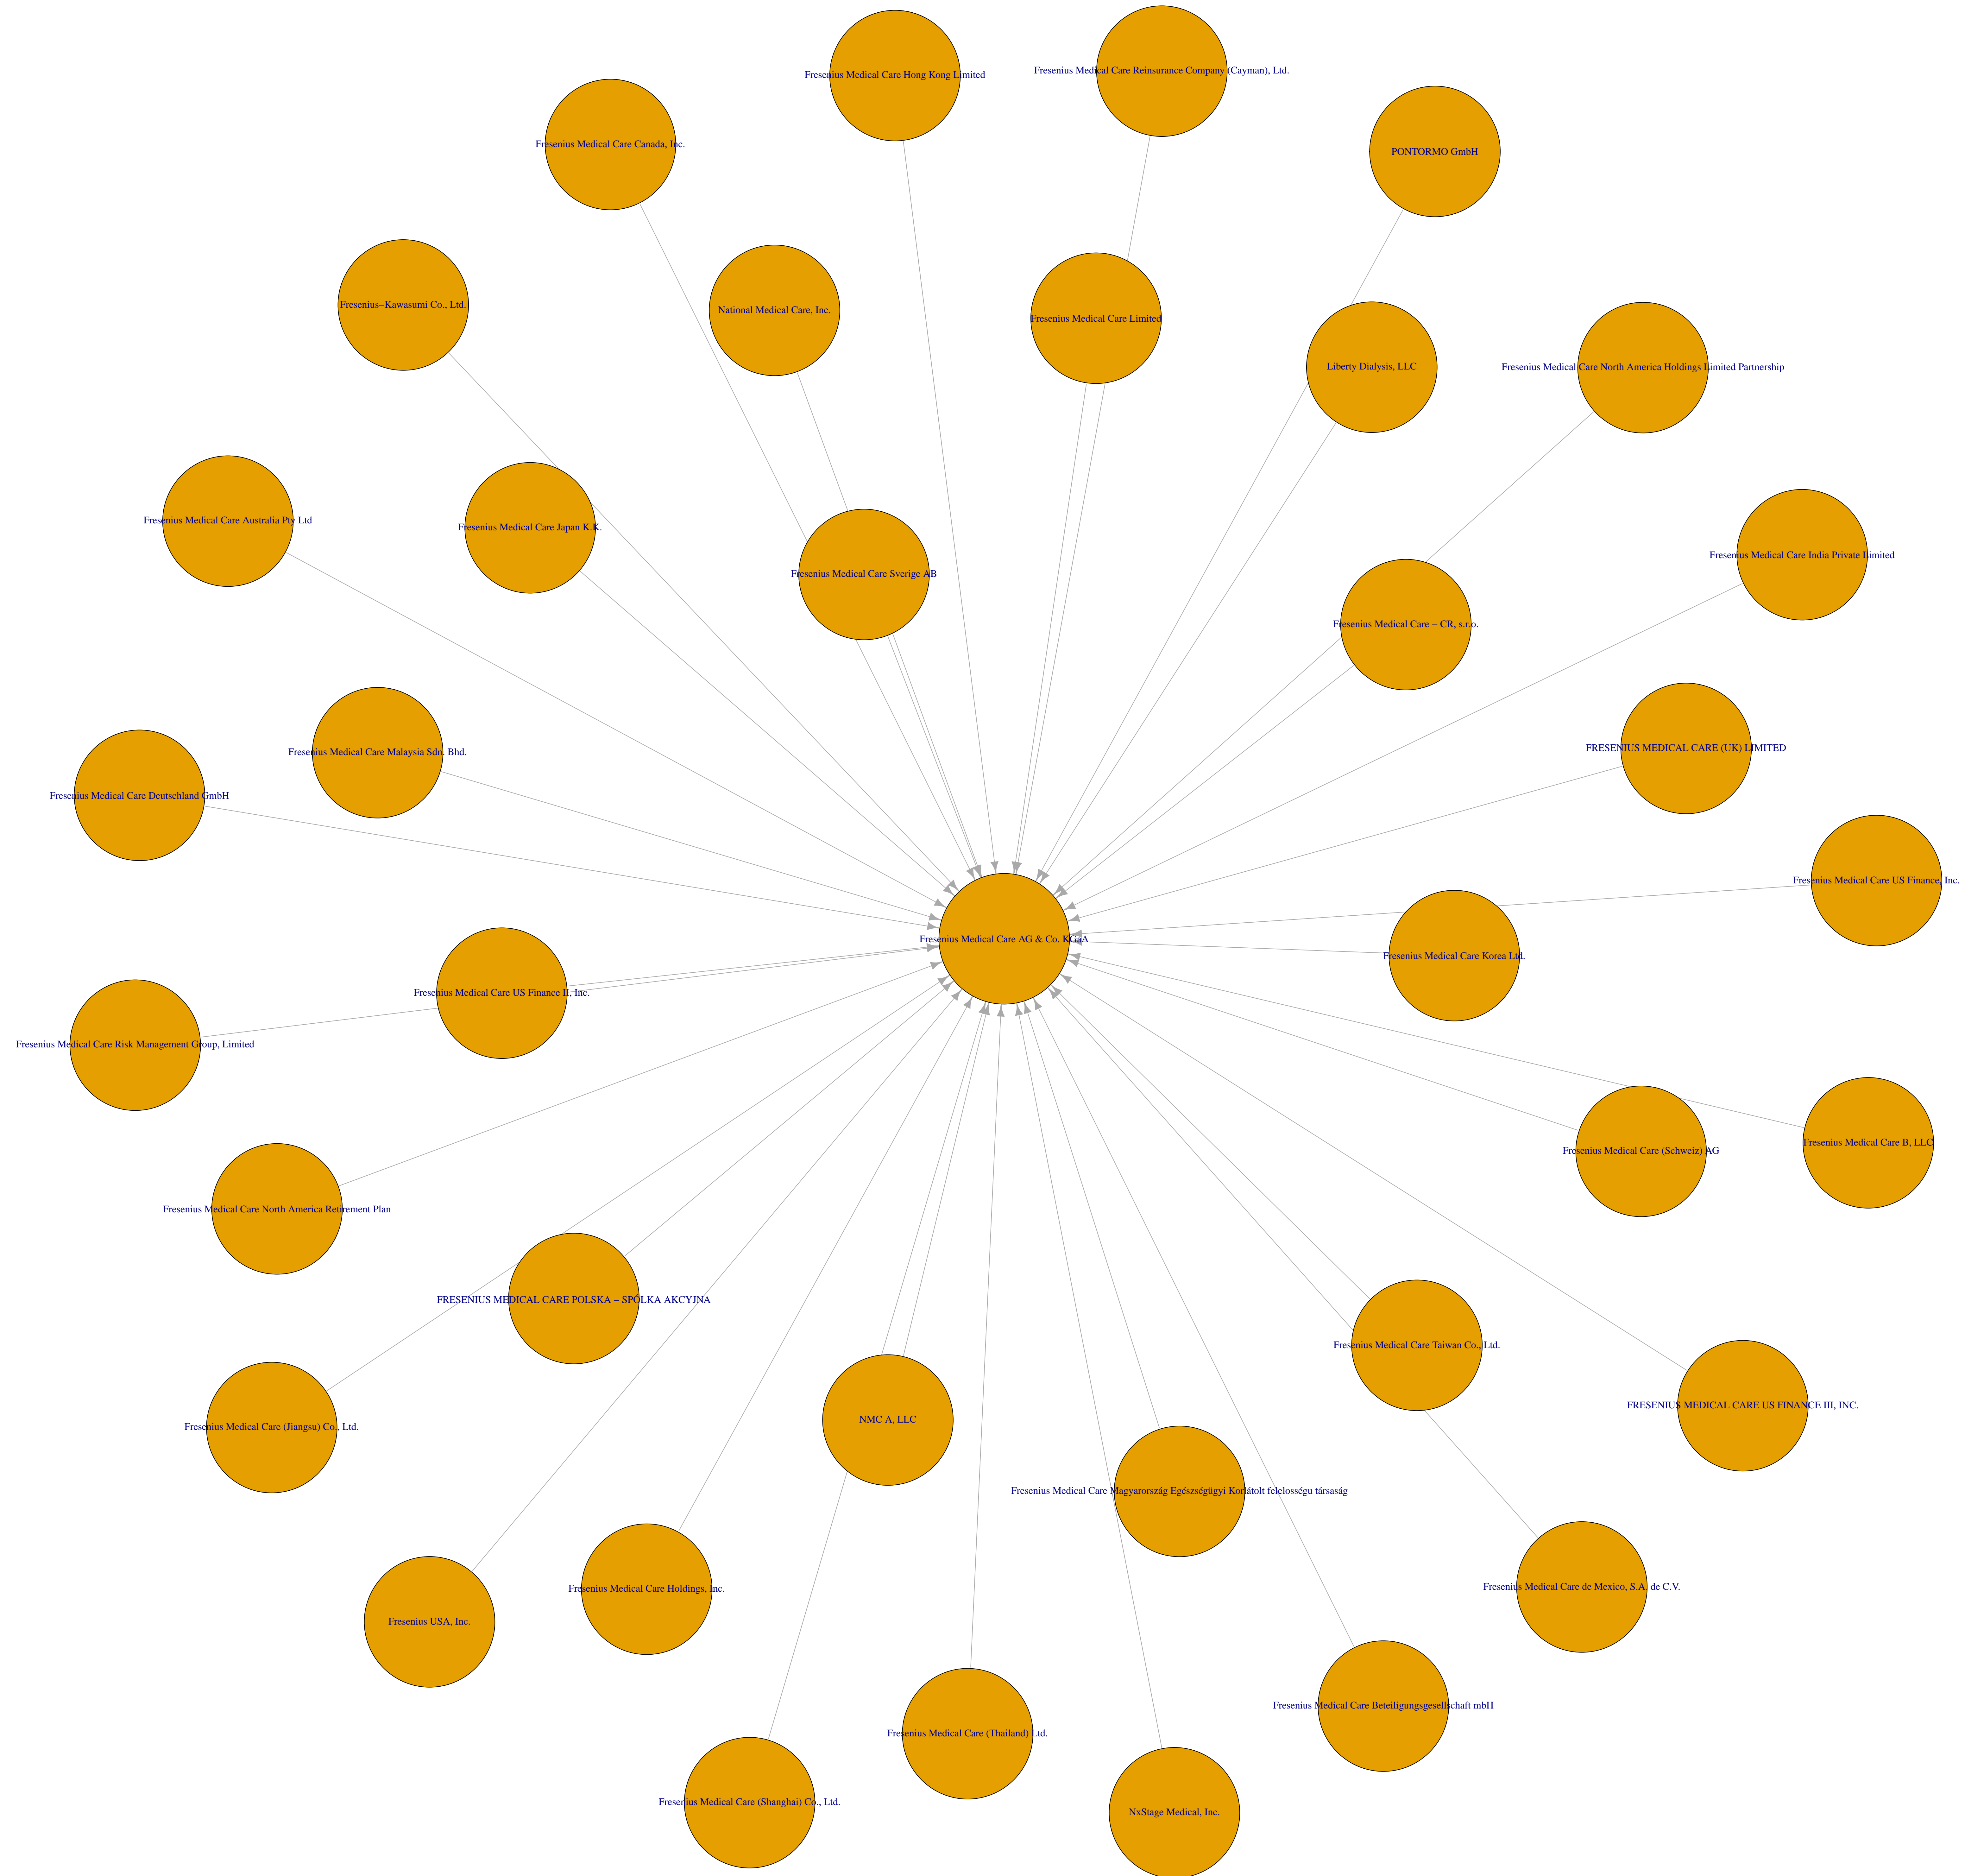 Fresenius Medical Care Reinsurance Company (Cayman), Ltd.
Fresenius Medical Care Hong Kong Limited
Fresenius Medical Care Canada, Inc.
PONTORMO GmbH
Fresenius−Kawasumi Co., Ltd.
National Medical Care, Inc.
Fresenius Medical Care Limited
Liberty Dialysis, LLC
Fresenius Medical Care North America Holdings Limited Partnership
Fresenius Medical Care Australia Pty Ltd
Fresenius Medical Care Japan K.K.
Fresenius Medical Care India Private Limited
Fresenius Medical Care Sverige AB
Fresenius Medical Care − CR, s.r.o.
Fresenius Medical Care Malaysia Sdn. Bhd.
FRESENIUS MEDICAL CARE (UK) LIMITED
Fresenius Medical Care Deutschland GmbH
Fresenius Medical Care US Finance, Inc.
Fresenius Medical Care AG & Co. KGaA
Fresenius Medical Care Korea Ltd.
Fresenius Medical Care US Finance II, Inc.
Fresenius Medical Care Risk Management Group, Limited
Fresenius Medical Care B, LLC
Fresenius Medical Care (Schweiz) AG
Fresenius Medical Care North America Retirement Plan
FRESENIUS MEDICAL CARE POLSKA − SPÓLKA AKCYJNA
Fresenius Medical Care Taiwan Co., Ltd.
FRESENIUS MEDICAL CARE US FINANCE III, INC.
NMC A, LLC
Fresenius Medical Care (Jiangsu) Co., Ltd.
Fresenius Medical Care Magyarország Egészségügyi Korlátolt felelosségu társaság
Fresenius Medical Care de Mexico, S.A. de C.V.
Fresenius Medical Care Holdings, Inc.
Fresenius USA, Inc.
Fresenius Medical Care Beteiligungsgesellschaft mbH
Fresenius Medical Care (Thailand) Ltd.
Fresenius Medical Care (Shanghai) Co., Ltd.
NxStage Medical, Inc.